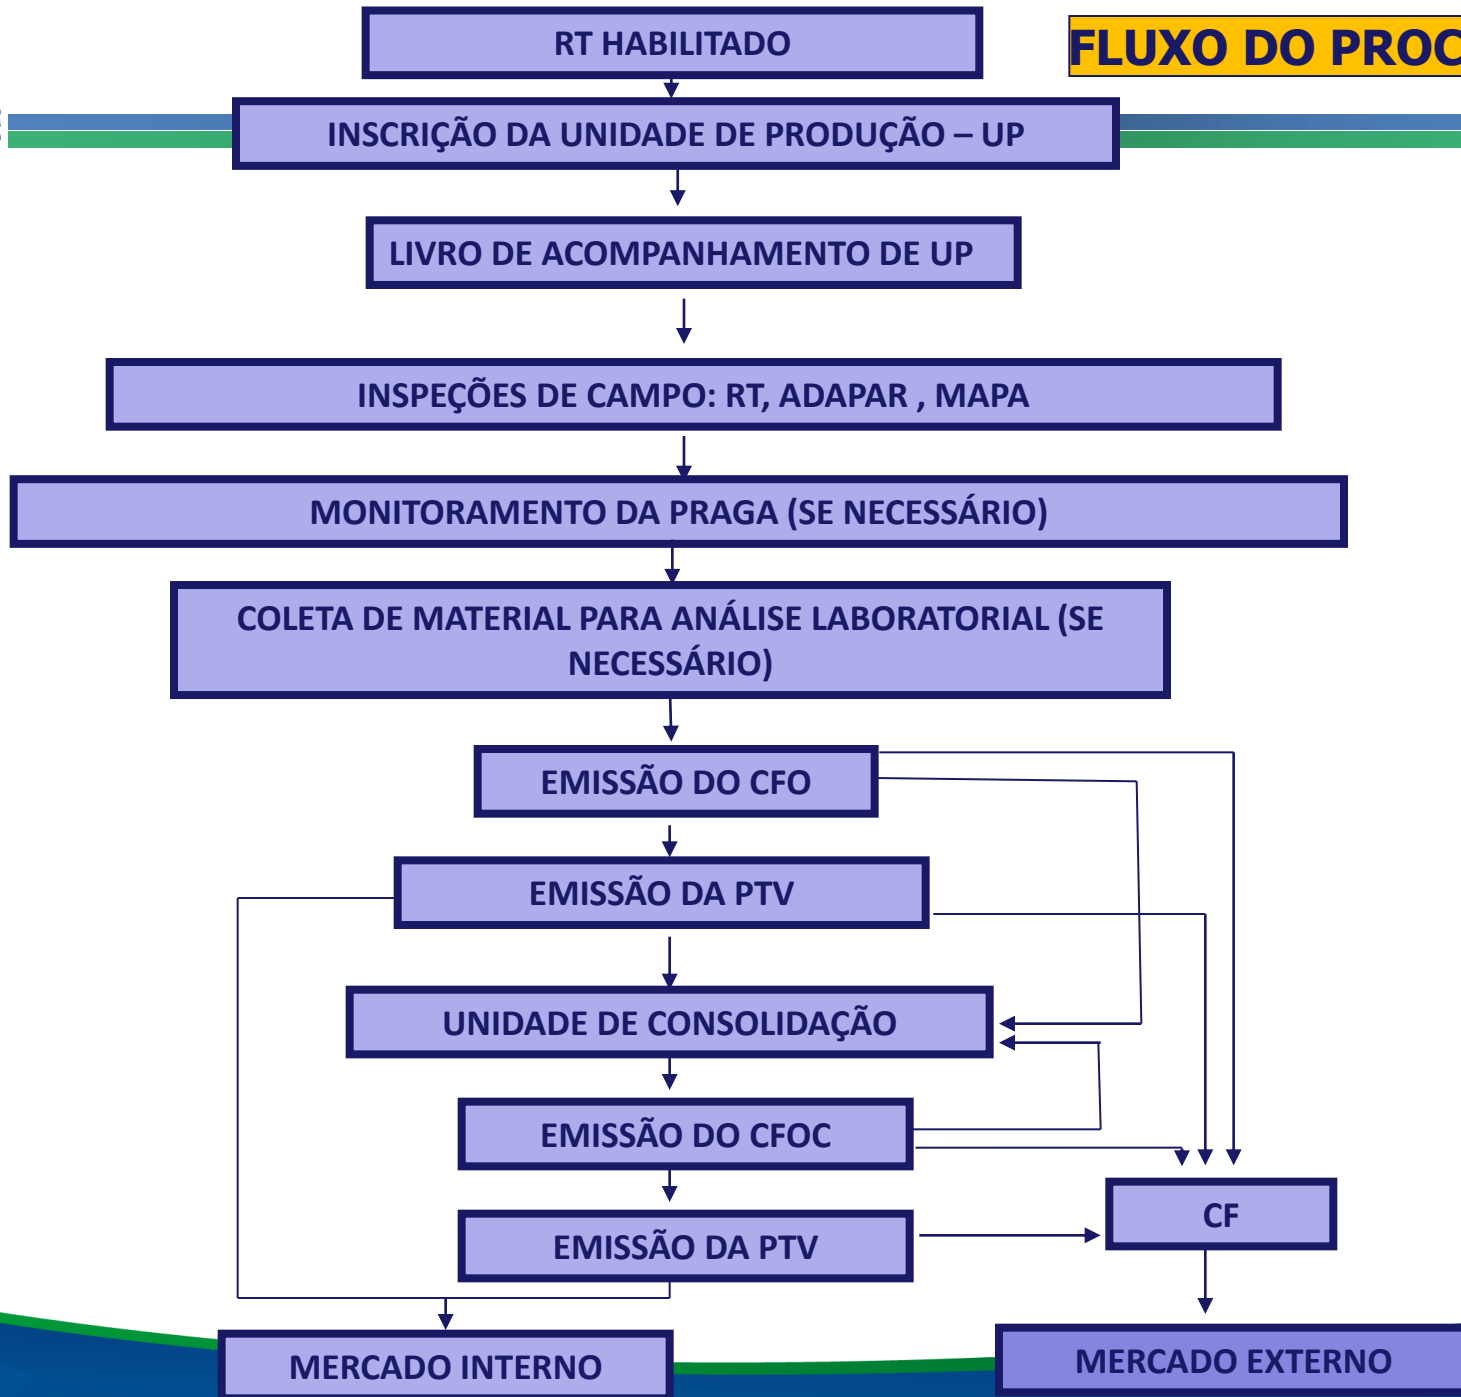 RT HABILITADO
FLUXO DO PROC
INSCRIÇÃO DA UNIDADE DE PRODUÇÃO – UP
LIVRO DE ACOMPANHAMENTO DE UP
INSPEÇÕES DE CAMPO: RT, ADAPAR , MAPA
MONITORAMENTO DA PRAGA (SE NECESSÁRIO)
COLETA DE MATERIAL PARA ANÁLISE LABORATORIAL (SE
NECESSÁRIO)
EMISSÃO DO CFO
EMISSÃO DA PTV
UNIDADE DE CONSOLIDAÇÃO
EMISSÃO DO CFOC
CF
EMISSÃO DA PTV
MERCADO INTERNO
MERCADO EXTERNO